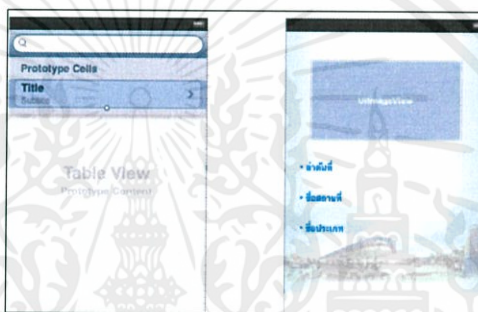 Prototype Cells
Title
Subtitle
Table View
Prototype Content
UIImageView
• ลำดับที่
• ชื่อสถานที่
• ชื่อประเภท